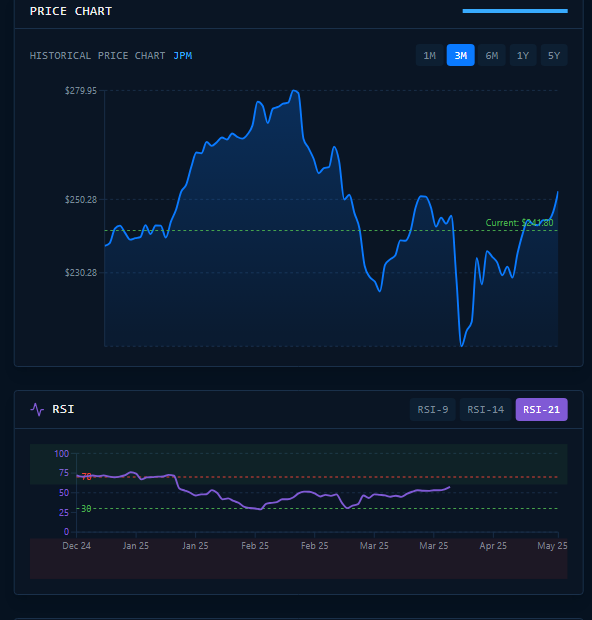 PRICE CHART
HISTORICAL PRICE CHART JPM
1M 3M 6M 1Y 5Y
$279.95
$250.28
Current: $241.80
$230.28
RSI
RSI-9 RSI-14 RSI-21
100
75
70
50
25
30
0
Dec 24 Jan 25 Jan 25 Feb 25 Feb 25 Mar 25 Mar 25 Apr 25 May 25